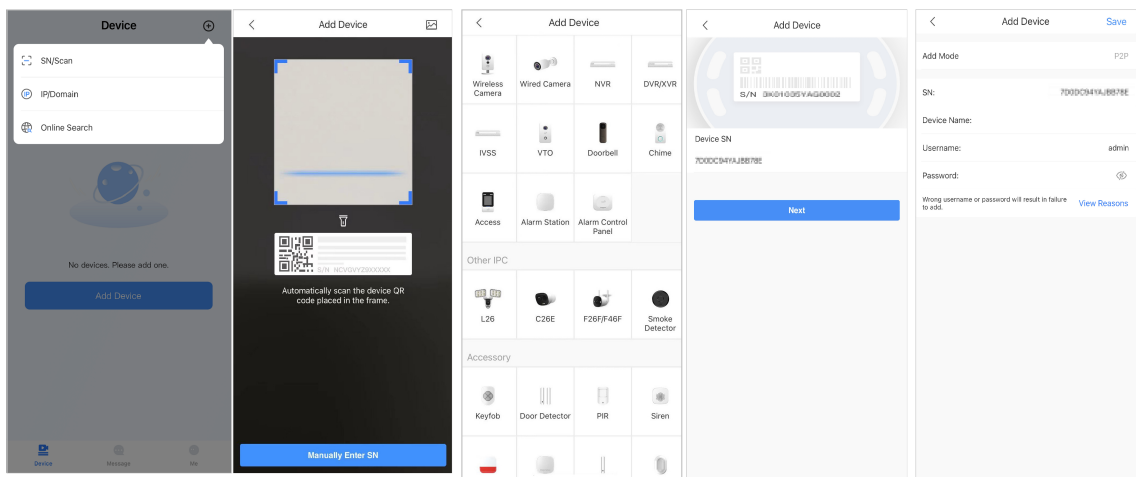 Device
SN/Scan
IP
IP/Domain
Online Search
No devices. Please add one.
Add Device
Device
Message
Me
Add Device
S/N NCVGVY29XXXXX
Automatically scan the device QR
code placed in the frame.
Manually Enter SN
Add Device
Wireless
Camera
Wired Camera
NVR
DVR/XVR
IVSS
VTO
Doorbell
Chime
Access
Alarm Station
Alarm Control
Panel
Other IPC
L26
C26E
F26F/F46F
Smoke
Detector
Accessory
Keyfob
Door Detector
PIR
Siren
Add Device
S/N
Device SN
Next
Add Device
Save
Add Mode
P2P
SN:
Device Name:
Username:
admin
Password:
Wrong username or password will result in failure
to add.
View Reasons